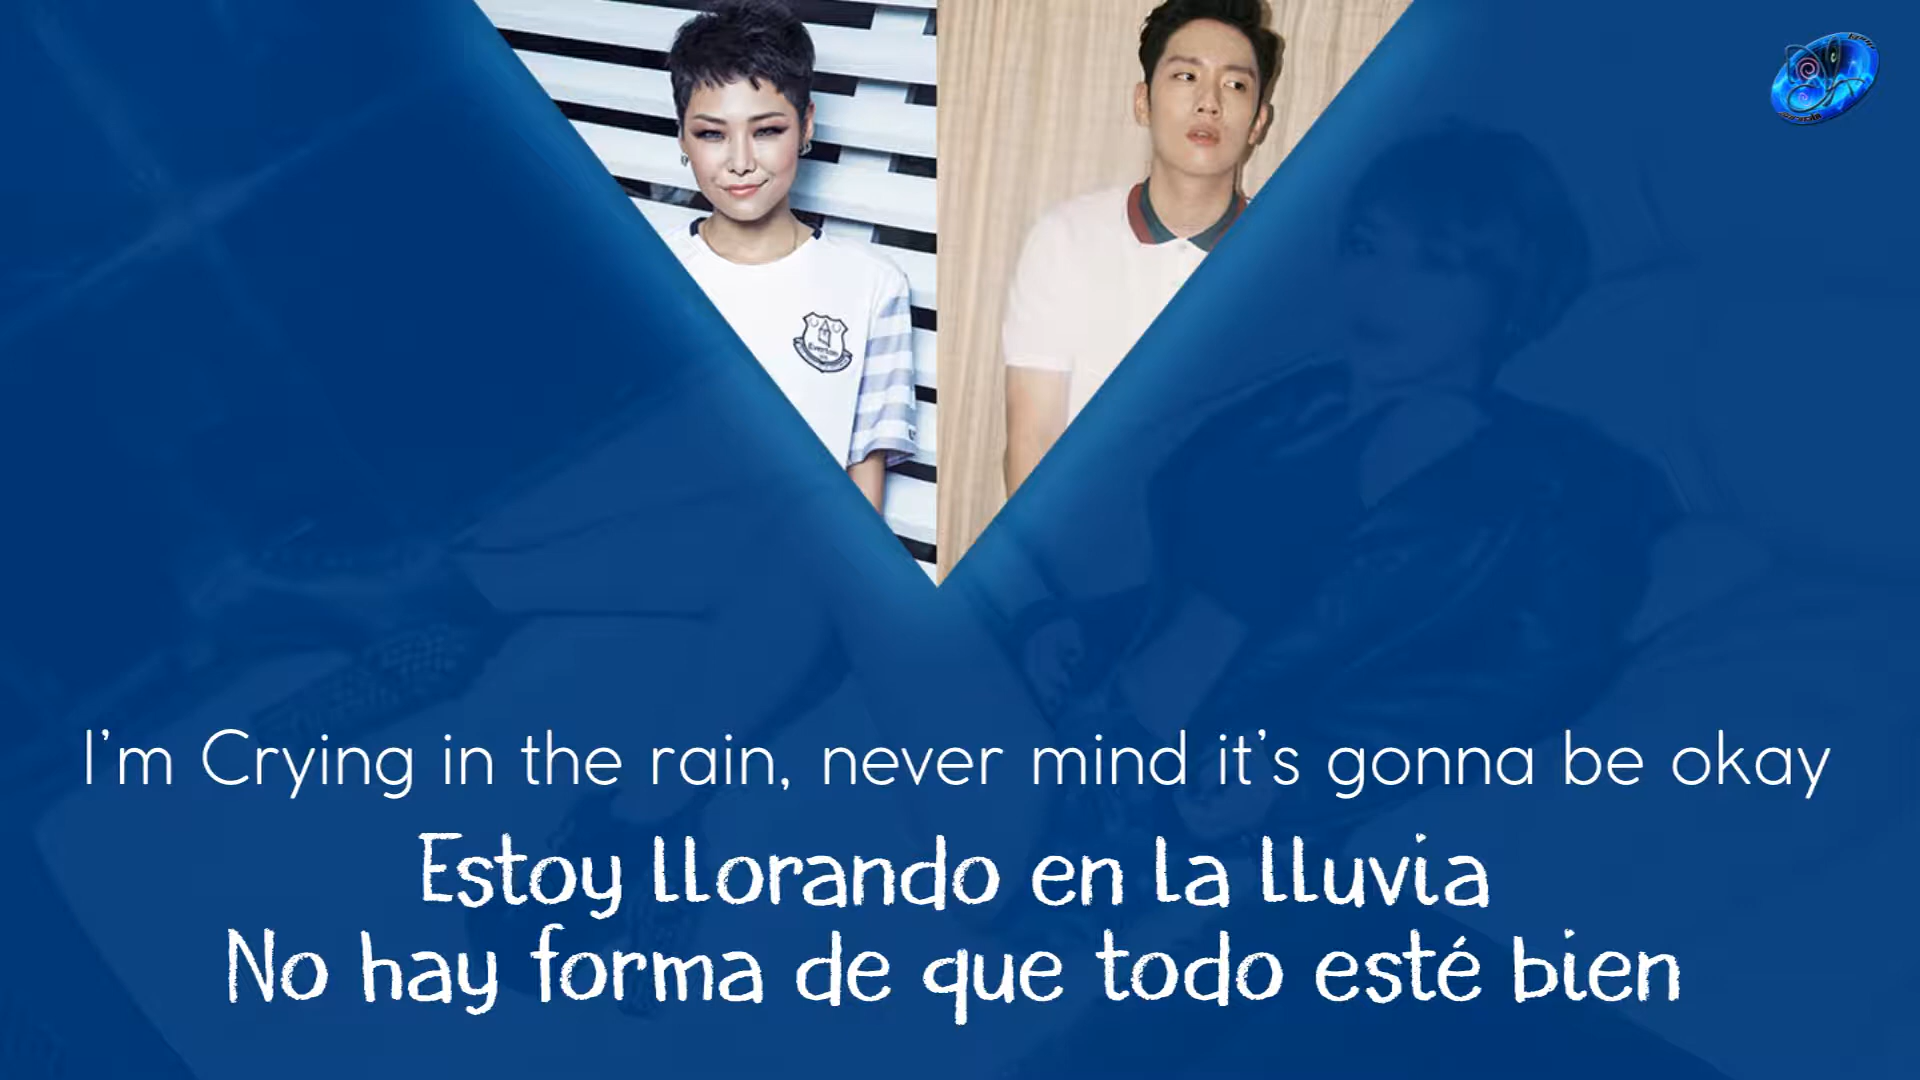 Everton
I'm Crying in the rain, never mind it's gonna be okay
Estoy llorando en la lluvia
No hay forma de que todo esté bien